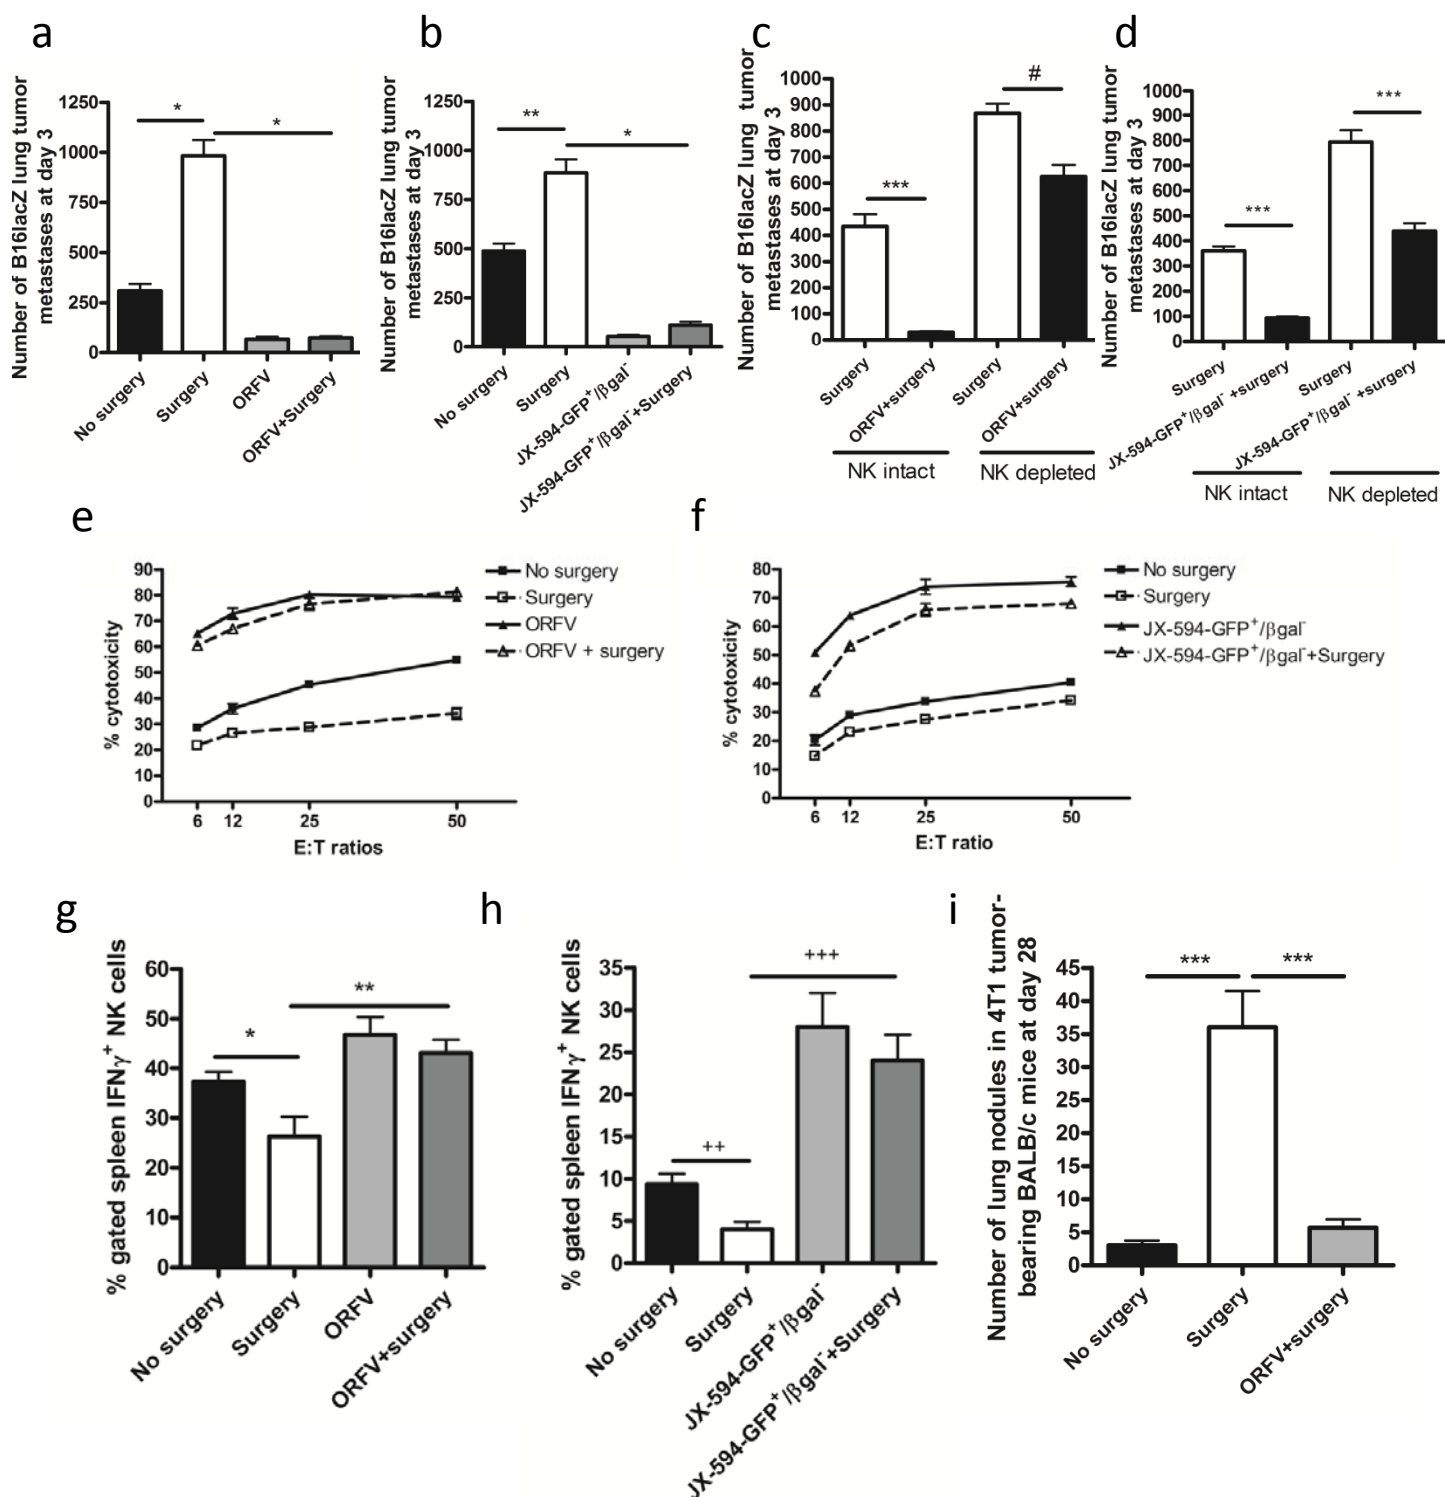 a
Number of B16lacZ lung tumor
metastases at day 3
1250
1000
750
500
250
0
*
*
No surgery
Surgery
ORFV
ORFV+Surgery
b
Number of B16lacZ lung tumor
metastases at day 3
1250
1000
750
500
250
0
**
*
No surgery
Surgery
JX-594-GFP⁺/βgal⁻
JX-594-GFP⁺/βgal⁻+Surgery
c
Number of B16lacZ lung tumor
metastases at day 3
1000
900
800
700
600
500
400
300
200
100
0
***
#
Surgery
ORFV+surgery
Surgery
ORFV+surgery
NK intact
NK depleted
d
Number of B16lacZ lung tumor
metastases at day 3
1000
900
800
700
600
500
400
300
200
100
0
***
***
Surgery
JX-594-GFP⁺/βgal⁻+surgery
Surgery
JX-594-GFP⁺/βgal⁻+surgery
NK intact
NK depleted
e
% cytotoxicity
90
80
70
60
50
40
30
20
10
0
6
12
25
50
E:T ratios
No surgery
Surgery
ORFV
ORFV + surgery
f
% cytotoxicity
80
70
60
50
40
30
20
10
0
6
12
25
50
E:T ratio
No surgery
Surgery
JX-594-GFP⁺/βgal⁻
JX-594-GFP⁺/βgal⁻+Surgery
g
% gated spleen IFNγ⁺ NK cells
60
50
40
30
20
10
0
*
**
No surgery
Surgery
ORFV
ORFV+surgery
h
% gated spleen IFNγ⁺ NK cells
35
30
25
20
15
10
5
0
++
+++
No surgery
Surgery
JX-594-GFP⁺/βgal⁻
JX-594-GFP⁺/βgal⁻+Surgery
i
Number of lung nodules in 4T1 tumor-
bearing BALB/c mice at day 28
45
40
35
30
25
20
15
10
5
0
***
***
No surgery
Surgery
ORFV+surgery